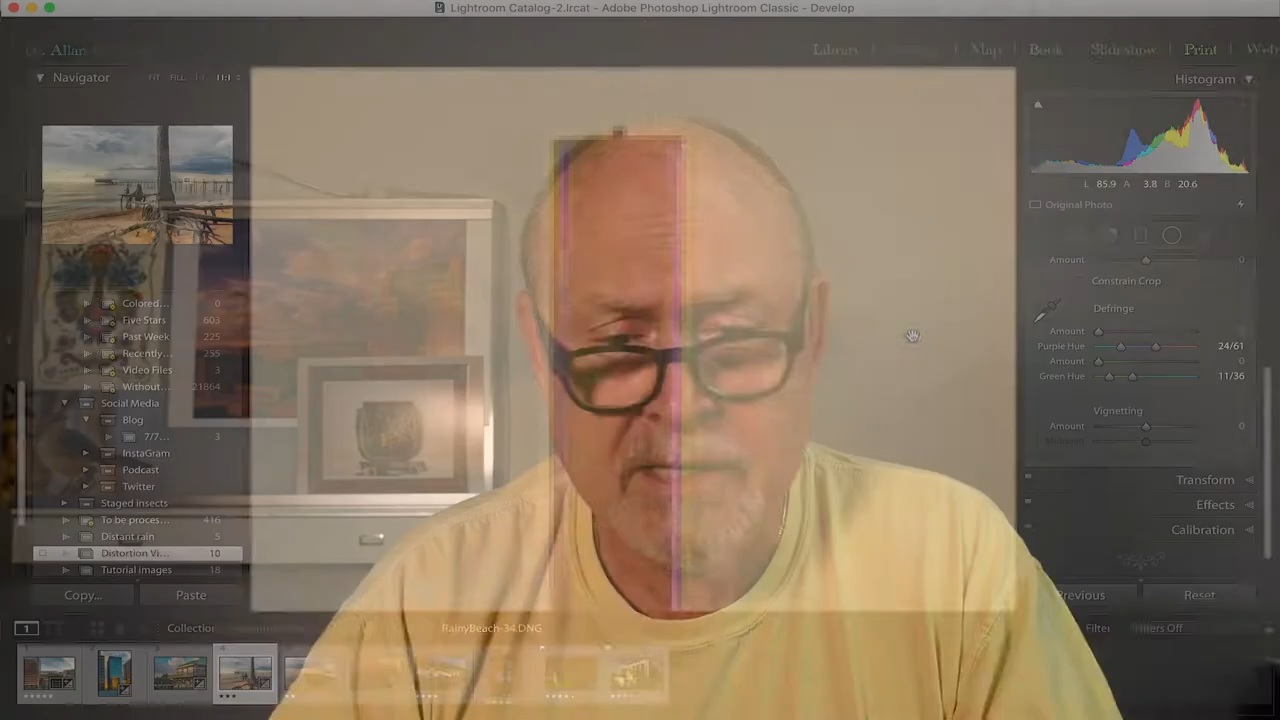 Lightroom Catalog-2.lrcat - Adobe Photoshop Lightroom Classic - Develop
Allan
Library
Map
Book
Slideshow
Print
Web
Navigator
FIT
FILL
1:1
Histogram
L 85.9 A 3.8 B 20.6
Original Photo
Amount 0
Constrain Crop
Defringe
Amount
Purple Hue 24/61
Amount 0
Green Hue 11/36
Vignetting
Amount 0
Transform
Effects
Calibration
Colored... 0
Five Stars 603
Past Week 225
Recently... 255
Video Files 3
Without... 21864
Social Media
Blog
7/7... 3
InstaGram
Podcast
Twitter
Staged insects
To be proces... 416
Distant rain 5
Distortion Vi... 10
Tutorial images 18
Copy...
Paste
Previous
Reset
1
Collection
RainyBeach-34.DNG
Filter
Filters Off